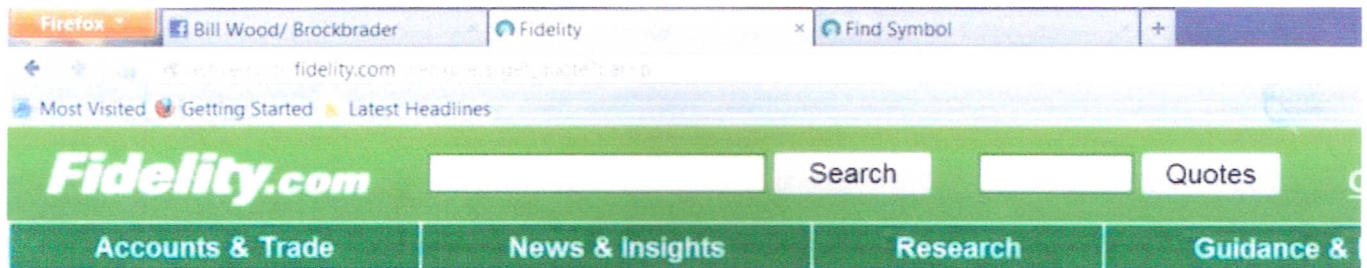 Firefox Bill Wood/ Brockbrader × Fidelity × Find Symbol × +
fidelity.com
Most Visited Getting Started Latest Headlines
Fidelity.com Search Quotes
Accounts & Trade News & Insights Research Guidance &